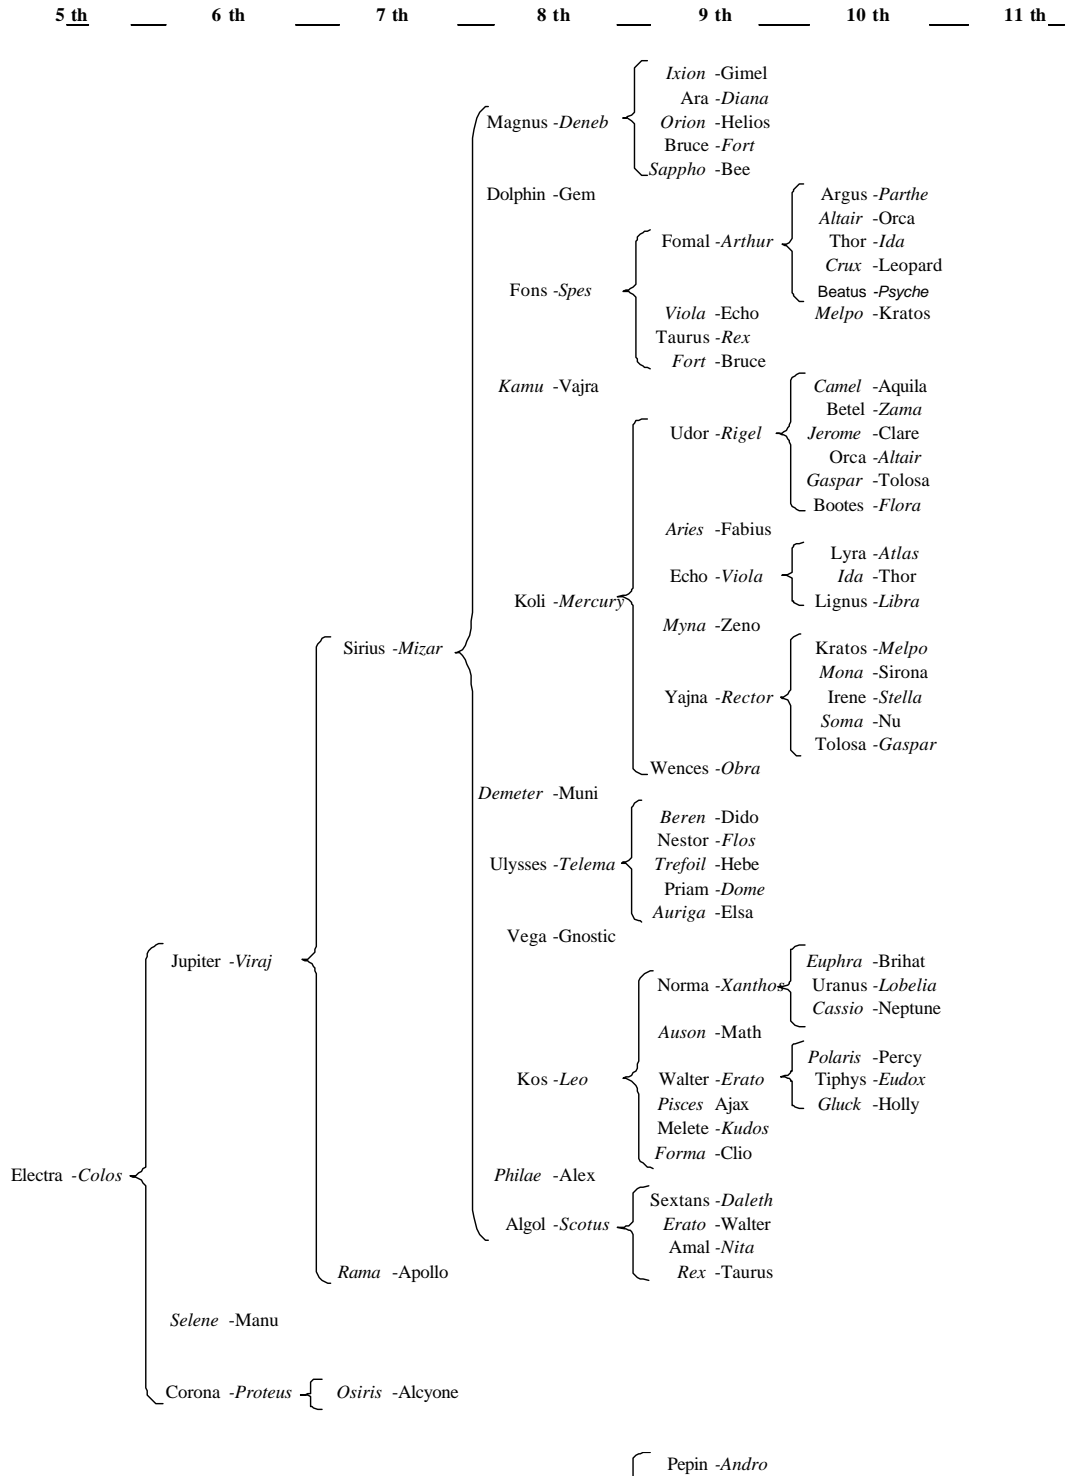 5 th 6 th 7 th 8 th 9 th 10 th 11 th
Ixion -Gimel
Ara -Diana
Magnus -Deneb Orion -Helios
Bruce -Fort
Sappho -Bee
Dolphin -Gem Argus -Parthe
Altair -Orca
Fomal -Arthur Thor -Ida
Crux -Leopard
Fons -Spes Beatus -Psyche
Viola -Echo Melpo -Kratos
Taurus -Rex
Fort -Bruce
Kamu -Vajra Camel -Aquila
Betel -Zama
Udor -Rigel Jerome -Clare
Orca -Altair
Gaspar -Tolosa
Bootes -Flora
Aries -Fabius
Lyra -Atlas
Echo -Viola Ida -Thor
Koli -Mercury Lignus -Libra
Myna -Zeno
Sirius -Mizar Kratos -Melpo
Mona -Sirona
Yajna -Rector Irene -Stella
Soma -Nu
Tolosa -Gaspar
Wences -Obra
Demeter -Muni
Beren -Dido
Nestor -Flos
Ulysses -Telema Trefoil -Hebe
Priam -Dome
Auriga -Elsa
Vega -Gnostic
Jupiter -Viraj Euphra -Brihat
Norma -Xanthos Uranus -Lobelia
Cassio -Neptune
Auson -Math
Polaris -Percy
Kos -Leo Walter -Erato Tiphys -Eudox
Pisces Ajax Gluck -Holly
Melete -Kudos
Forma -Clio
Electra -Colos Philae -Alex
Sextans -Daleth
Algol -Scotus Erato -Walter
Amal -Nita
Rama -Apollo Rex -Taurus
Selene -Manu
Corona -Proteus Osiris -Alcyone
Pepin -Andro